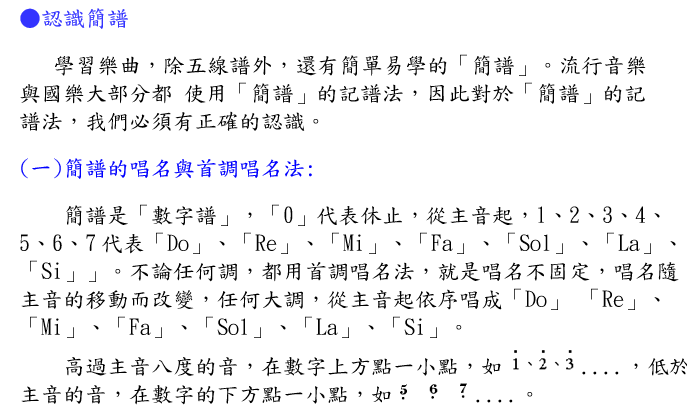 ●認識簡譜
學習樂曲，除五線譜外，還有簡單易學的「簡譜」。流行音樂
與國樂大部分都 使用「簡譜」的記譜法，因此對於「簡譜」的記
譜法，我們必須有正確的認識。
(一)簡譜的唱名與首調唱名法:
簡譜是「數字譜」，「0」代表休止，從主音起，1、2、3、4、
5、6、7代表「Do」、「Re」、「Mi」、「Fa」、「Sol」、「La」、
「Si」」。不論任何調，都用首調唱名法，就是唱名不固定，唱名隨
主音的移動而改變，任何大調，從主音起依序唱成「Do」 「Re」、
「Mi」、「Fa」、「Sol」、「La」、「Si」。
高過主音八度的音，在數字上方點一小點，如 1̇、2̇、3̇....，低於
主音的音，在數字的下方點一小點，如 5̣ 6̣ 7̣....。